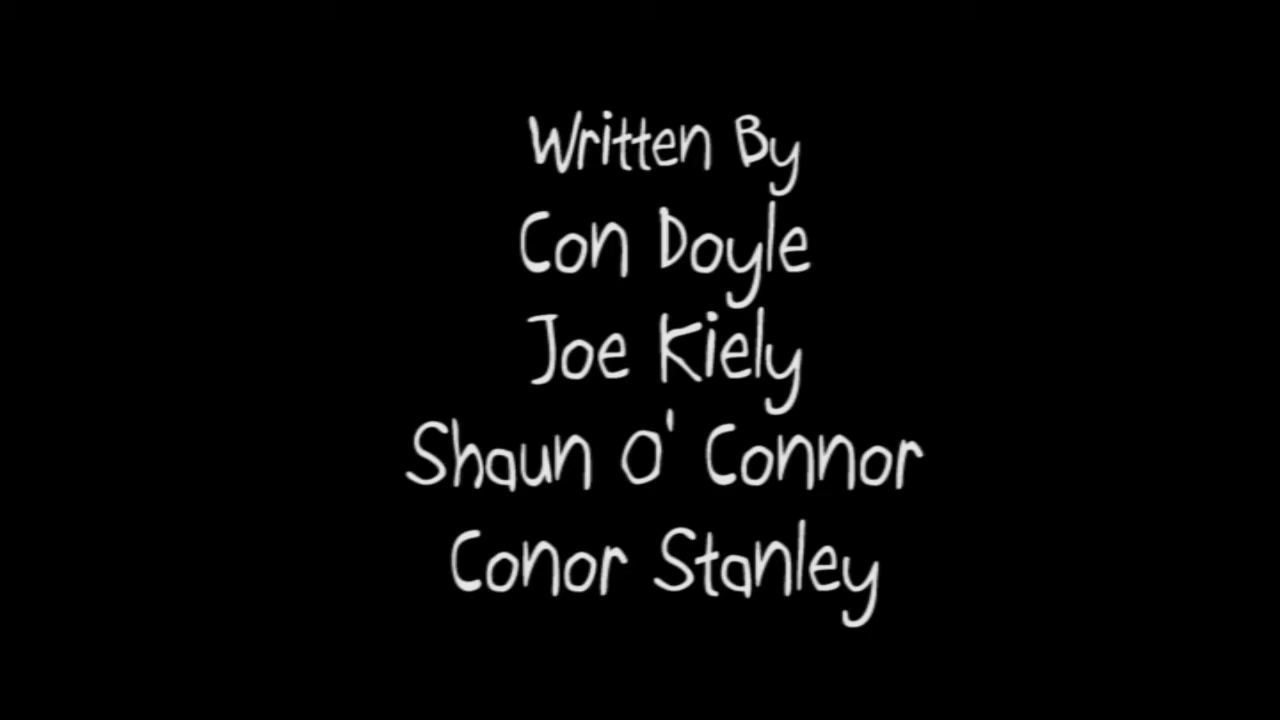 Written By
Con Doyle
Joe Kiely
Shaun O' Connor
Conor Stanley